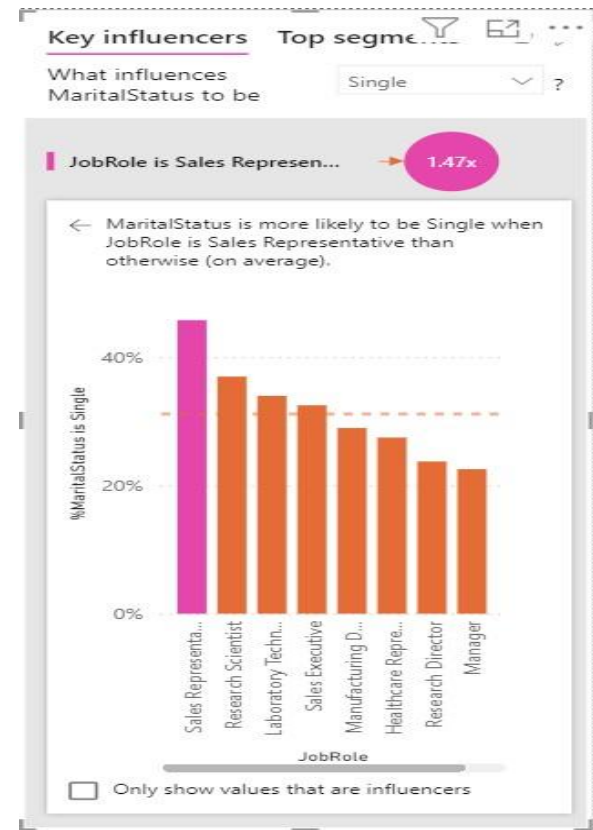 Key influencers Top segme
What influences
MaritalStatus to be
Single
?
JobRole is Sales Represen...
1.47x
MaritalStatus is more likely to be Single when
JobRole is Sales Representative than
otherwise (on average).
%MaritalStatus is Single
40%
20%
0%
Sales Representa...
Research Scientist
Laboratory Techn...
Sales Executive
Manufacturing D...
Healthcare Repre...
Research Director
Manager
JobRole
Only show values that are influencers